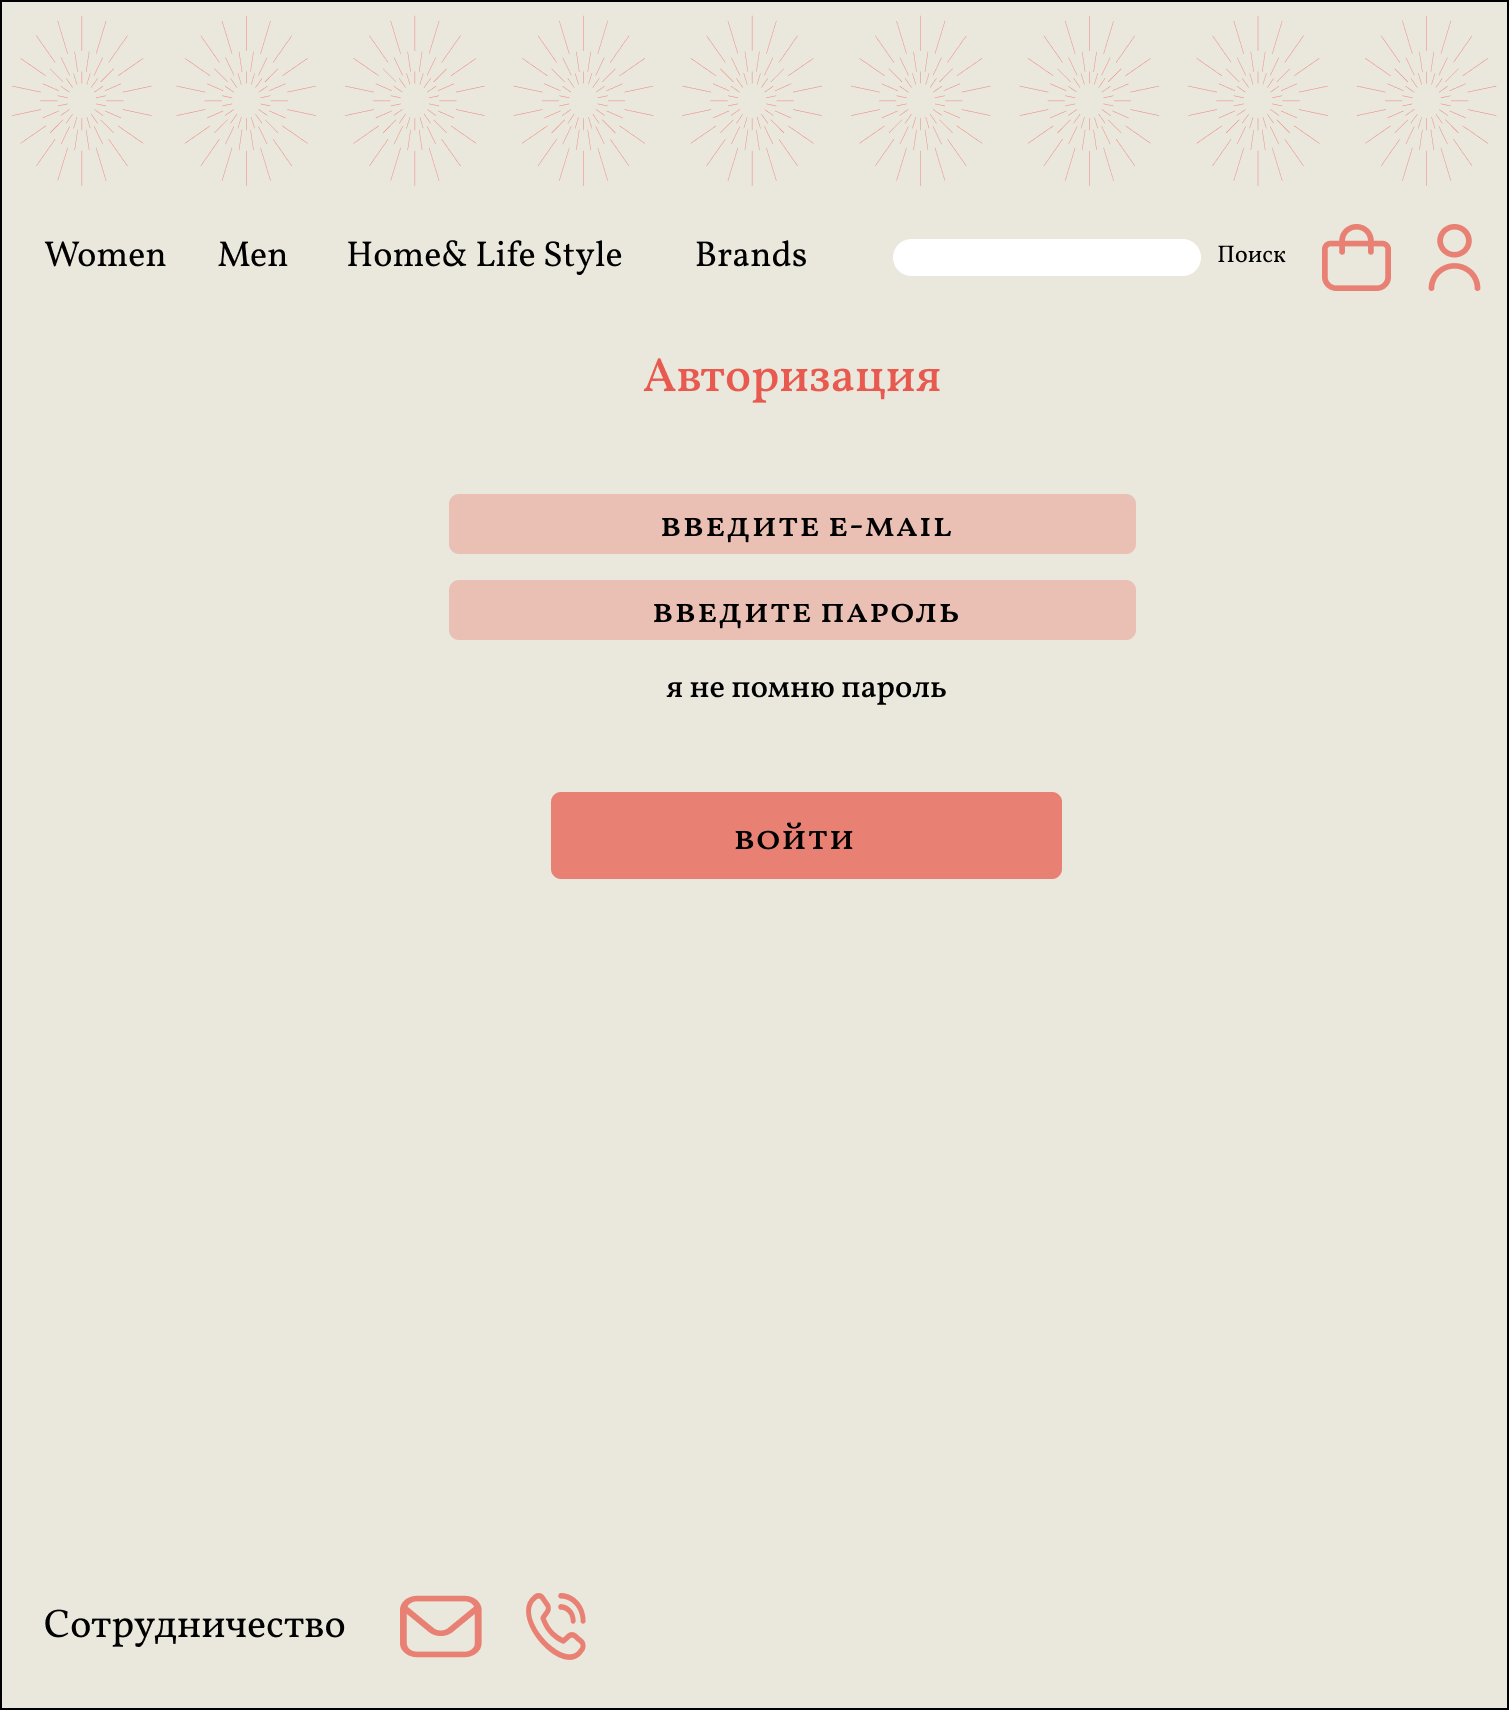 Women Men Home& Life Style Brands Поиск
Авторизация
ВВЕДИТЕ E-MAIL
ВВЕДИТЕ ПАРОЛЬ
я не помню пароль
ВОЙТИ
Сотрудничество